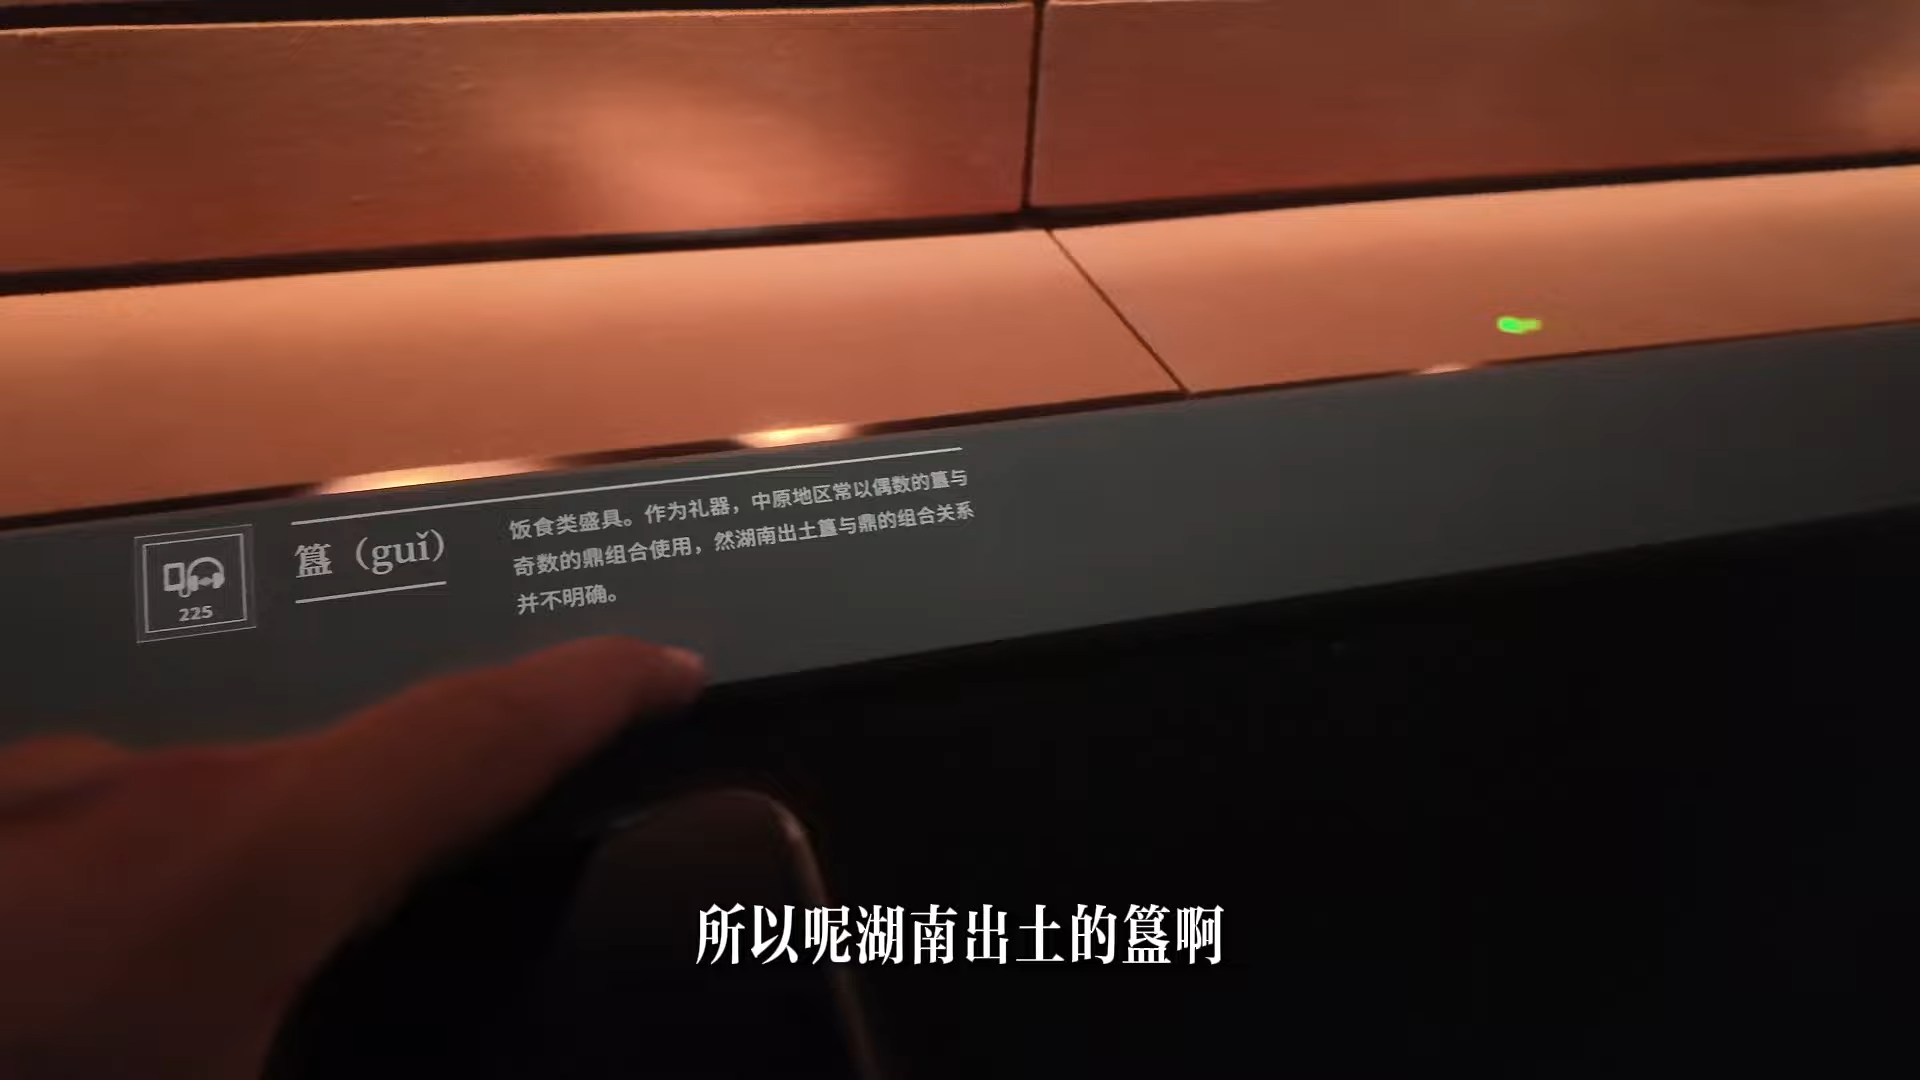 225
簋（guǐ）
饭食类盛具。作为礼器，中原地区常以偶数的簋与
奇数的鼎组合使用，然湖南出土簋与鼎的组合关系
并不明确。
所以呢湖南出土的簋啊